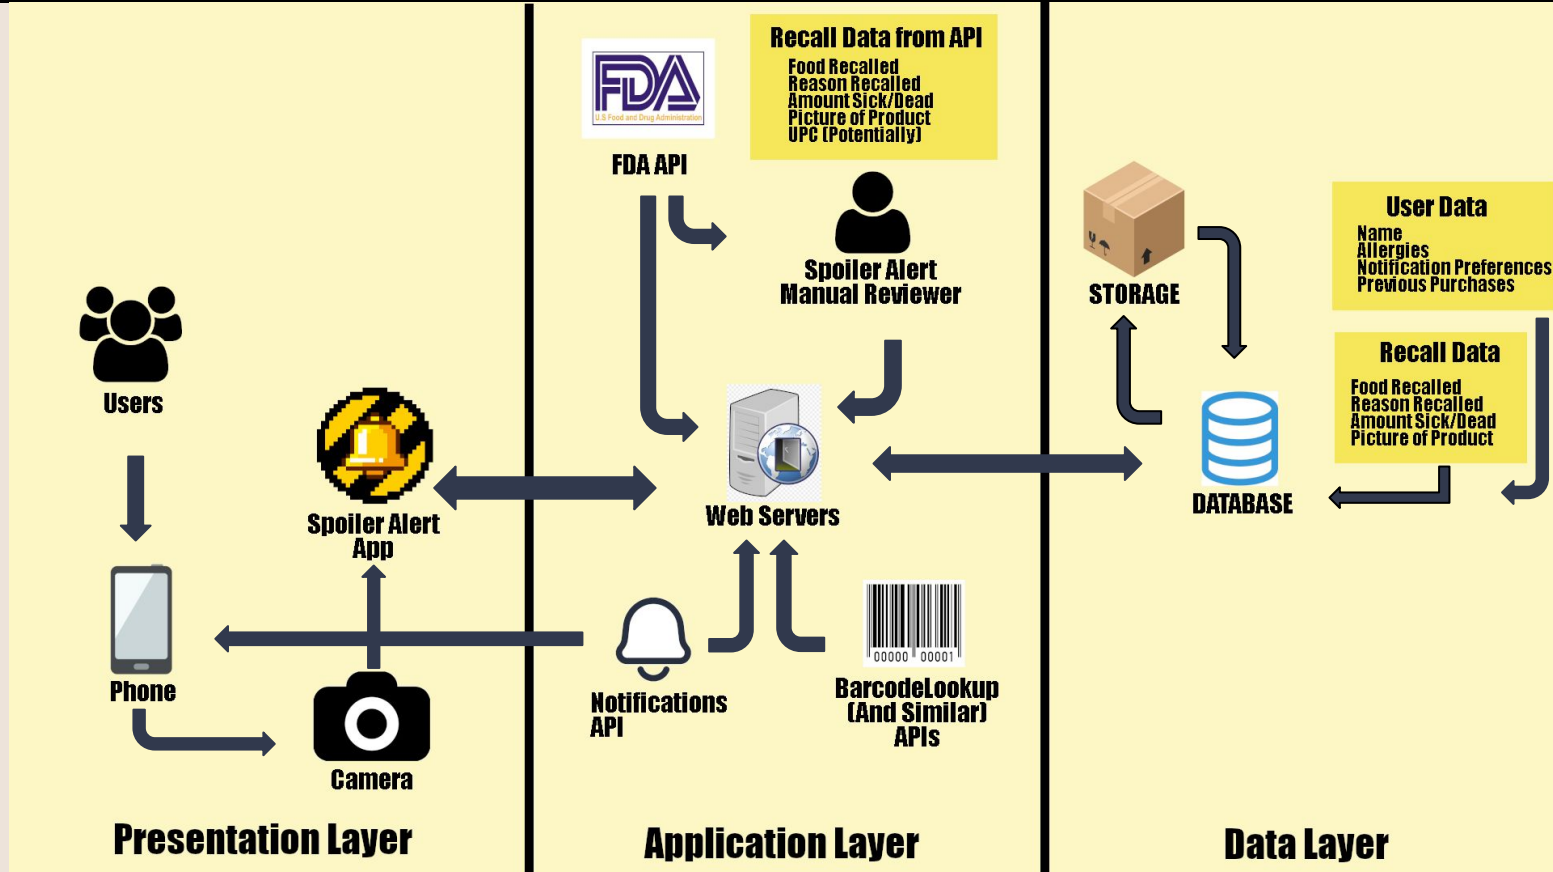 FDA
U.S Food and Drug Administration
FDA API
Recall Data from API
Food Recalled
Reason Recalled
Amount Sick/Dead
Picture of Product
UPC (Potentially)
Spoiler Alert
Manual Reviewer
Users
Spoiler Alert
App
Phone
Camera
Web Servers
Notifications
API
00000 00001
BarcodeLookup
(And Similar)
APIs
STORAGE
DATABASE
User Data
Name
Allergies
Notification Preferences
Previous Purchases
Recall Data
Food Recalled
Reason Recalled
Amount Sick/Dead
Picture of Product
Presentation Layer
Application Layer
Data Layer